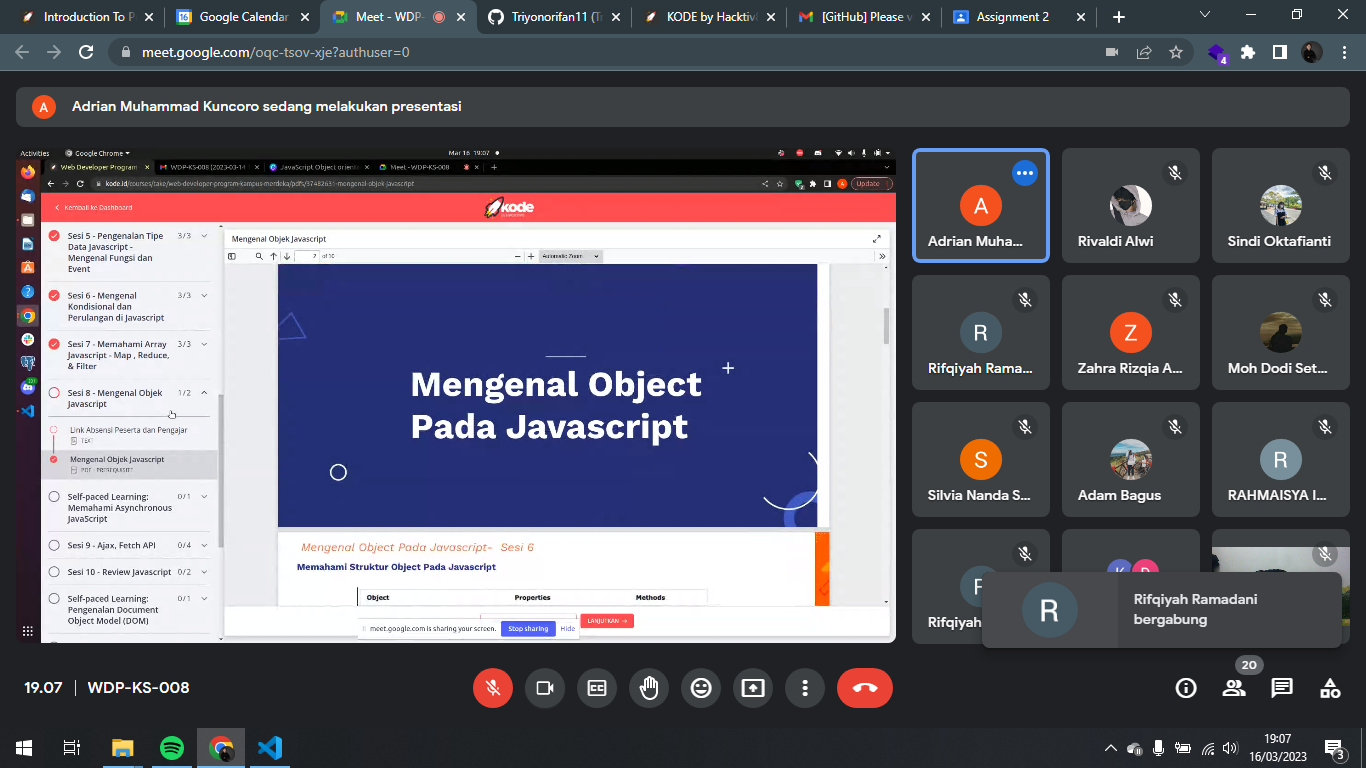 Introduction To P
Google Calendar
Meet - WDP-
Triyonorifan11 (Tr
KODE by Hacktiv
[GitHub] Please v
Assignment 2
meet.google.com/oqc-tsov-xje?authuser=0
4
A
Adrian Muhammad Kuncoro sedang melakukan presentasi
Activities
Google Chrome
Mar 16 19:07
Web Developer Program
WDP-KS-008 (2023-03-14
JavaScript Object orient
Meet - WDP-KS-008
kode.id/courses/take/web-developer-program-kampus-merdeka/pdfs/37482631-mengenal-objek-javascript
Update
Kembali ke Dashboard
kode
Sesi 5 - Pengenalan Tipe
Data Javascript -
Mengenal Fungsi dan
Event
3/3
Sesi 6 - Mengenal
Kondisional dan
Perulangan di Javascript
3/3
Sesi 7 - Memahami Array
Javascript - Map , Reduce,
& Filter
3/3
Sesi 8 - Mengenal Objek
Javascript
1/2
Link Absensi Peserta dan Pengajar
TEXT
Mengenal Objek Javascript
PDF · PREREQUISITE
Self-paced Learning:
Memahami Asynchronous
JavaScript
0/1
Sesi 9 - Ajax, Fetch API
0/4
Sesi 10 - Review Javascript
0/2
Self-paced Learning:
Pengenalan Document
Object Model (DOM)
0/1
Mengenal Objek Javascript
7 of 10
Automatic Zoom
Mengenal Object
Pada Javascript
Mengenal Object Pada Javascript- Sesi 6
Memahami Struktur Object Pada Javascript
Object
Properties
Methods
LANJUTKAN →
meet.google.com is sharing your screen.
Stop sharing
Hide
A
Adrian Muha...
Rivaldi Alwi
Sindi Oktafianti
R
Rifqiyah Rama...
Z
Zahra Rizqia A...
Moh Dodi Set...
S
Silvia Nanda S...
Adam Bagus
R
RAHMAISYA I...
Rifqiyah
R
Rifqiyah Ramadani
bergabung
19.07
WDP-KS-008
20
19:07
16/03/2023
3